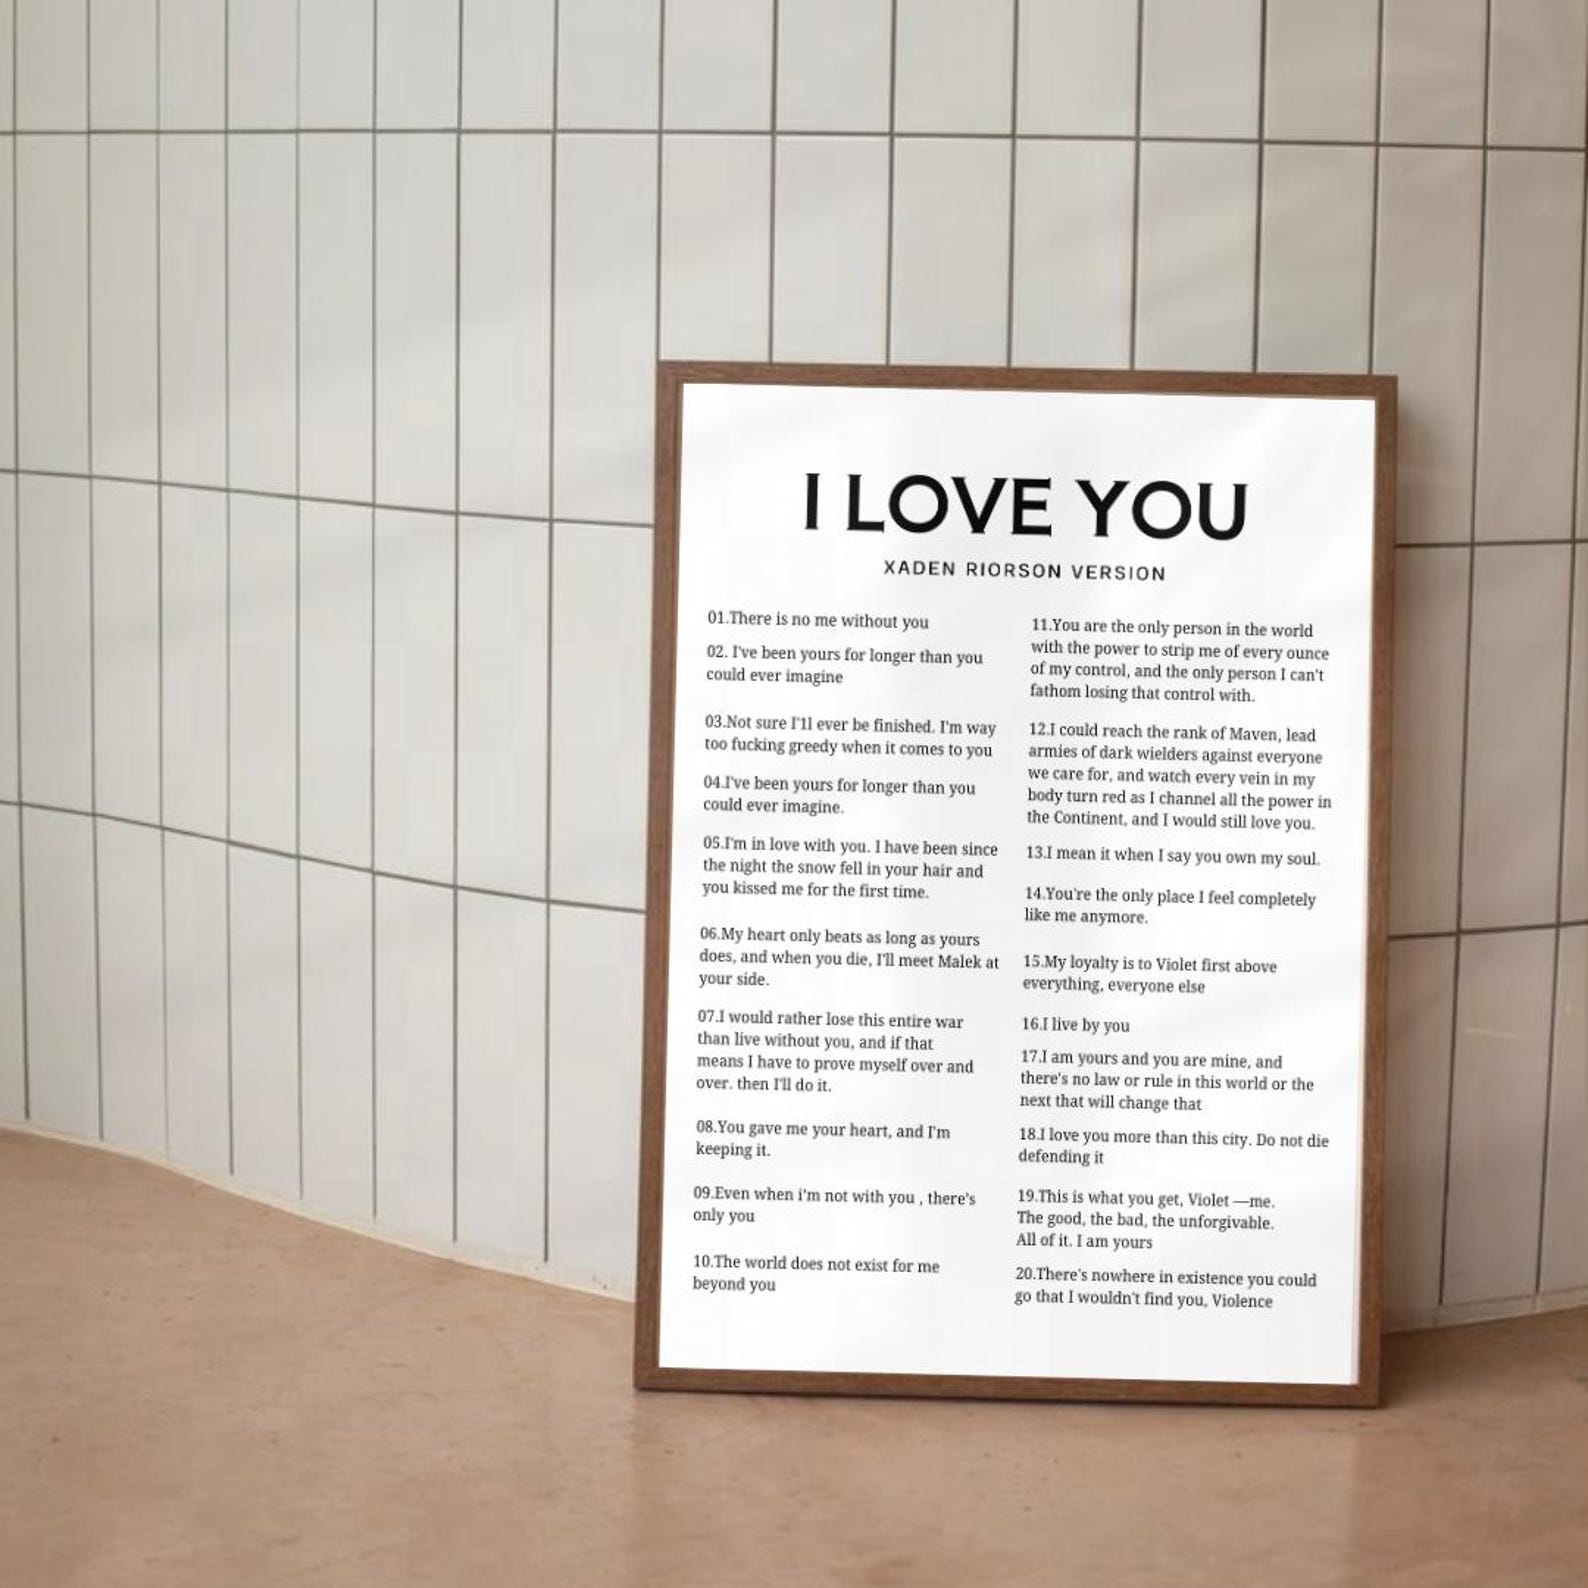 I LOVE YOU
XADEN RIORSON VERSION
01.There is no me without you
02. I've been yours for longer than you
could ever imagine
03.Not sure I'll ever be finished. I'm way
too fucking greedy when it comes to you
04.I've been yours for longer than you
could ever imagine.
05.I'm in love with you. I have been since
the night the snow fell in your hair and
you kissed me for the first time.
06.My heart only beats as long as yours
does, and when you die, I'll meet Malek at
your side.
07.I would rather lose this entire war
than live without you, and if that
means I have to prove myself over and
over. then I'll do it.
08.You gave me your heart, and I'm
keeping it.
09.Even when i'm not with you , there's
only you
10.The world does not exist for me
beyond you
11.You are the only person in the world
with the power to strip me of every ounce
of my control, and the only person I can't
fathom losing that control with.
12.I could reach the rank of Maven, lead
armies of dark wielders against everyone
we care for, and watch every vein in my
body turn red as I channel all the power in
the Continent, and I would still love you.
13.I mean it when I say you own my soul.
14.You're the only place I feel completely
like me anymore.
15.My loyalty is to Violet first above
everything, everyone else
16.I live by you
17.I am yours and you are mine, and
there's no law or rule in this world or the
next that will change that
18.I love you more than this city. Do not die
defending it
19.This is what you get, Violet —me.
The good, the bad, the unforgivable.
All of it. I am yours
20.There's nowhere in existence you could
go that I wouldn't find you, Violence